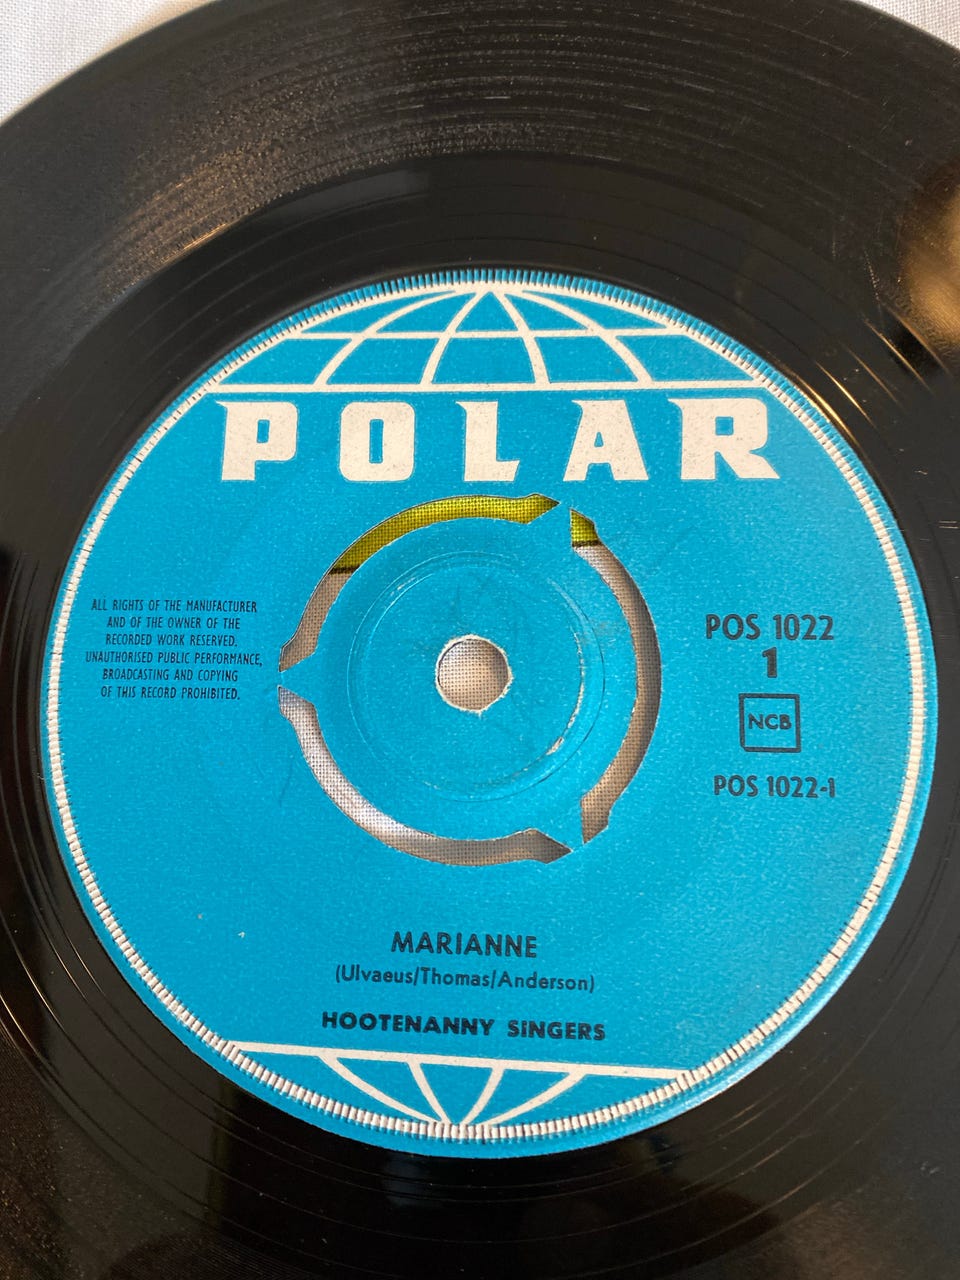 POLAR
ALL RIGHTS OF THE MANUFACTURER
AND OF THE OWNER OF THE
RECORDED WORK RESERVED.
UNAUTHORISED PUBLIC PERFORMANCE,
BROADCASTING AND COPYING
OF THIS RECORD PROHIBITED.
POS 1022
1
NCB
POS 1022-1
MARIANNE
(Ulvaeus/Thomas/Anderson)
HOOTENANNY SINGERS